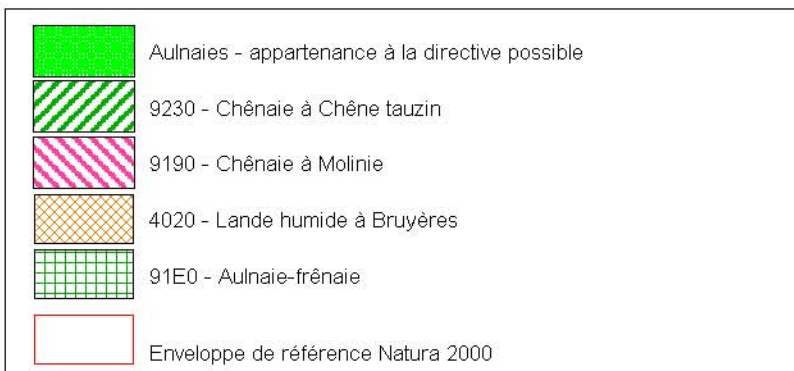 Aulnaies - appartenance à la directive possible
9230 - Chênaie à Chêne tauzin
9190 - Chênaie à Molinie
4020 - Lande humide à Bruyères
91E0 - Aulnaie-frênaie
Enveloppe de référence Natura 2000